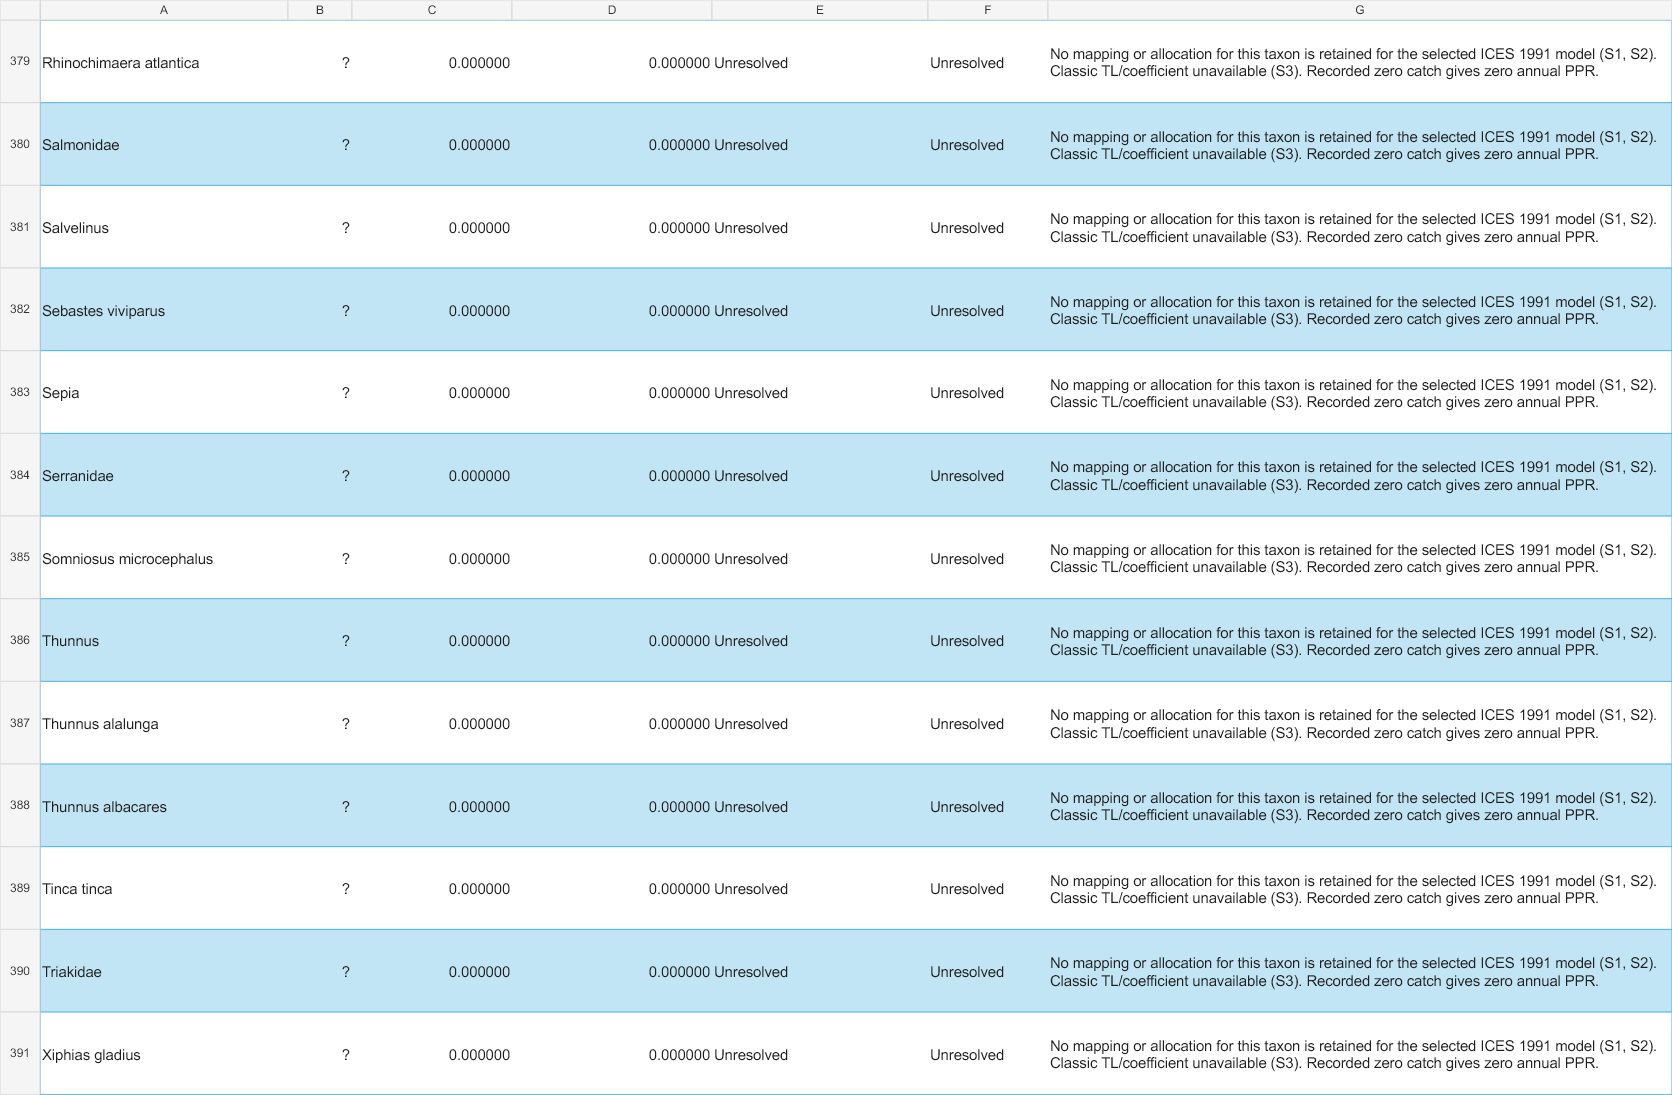 A B C D E F G
379 Rhinochimaera atlantica ? 0.000000 0.000000 Unresolved Unresolved No mapping or allocation for this taxon is retained for the selected ICES 1991 model (S1, S2).
Classic TL/coefficient unavailable (S3). Recorded zero catch gives zero annual PPR.
380 Salmonidae ? 0.000000 0.000000 Unresolved Unresolved No mapping or allocation for this taxon is retained for the selected ICES 1991 model (S1, S2).
Classic TL/coefficient unavailable (S3). Recorded zero catch gives zero annual PPR.
381 Salvelinus ? 0.000000 0.000000 Unresolved Unresolved No mapping or allocation for this taxon is retained for the selected ICES 1991 model (S1, S2).
Classic TL/coefficient unavailable (S3). Recorded zero catch gives zero annual PPR.
382 Sebastes viviparus ? 0.000000 0.000000 Unresolved Unresolved No mapping or allocation for this taxon is retained for the selected ICES 1991 model (S1, S2).
Classic TL/coefficient unavailable (S3). Recorded zero catch gives zero annual PPR.
383 Sepia ? 0.000000 0.000000 Unresolved Unresolved No mapping or allocation for this taxon is retained for the selected ICES 1991 model (S1, S2).
Classic TL/coefficient unavailable (S3). Recorded zero catch gives zero annual PPR.
384 Serranidae ? 0.000000 0.000000 Unresolved Unresolved No mapping or allocation for this taxon is retained for the selected ICES 1991 model (S1, S2).
Classic TL/coefficient unavailable (S3). Recorded zero catch gives zero annual PPR.
385 Somniosus microcephalus ? 0.000000 0.000000 Unresolved Unresolved No mapping or allocation for this taxon is retained for the selected ICES 1991 model (S1, S2).
Classic TL/coefficient unavailable (S3). Recorded zero catch gives zero annual PPR.
386 Thunnus ? 0.000000 0.000000 Unresolved Unresolved No mapping or allocation for this taxon is retained for the selected ICES 1991 model (S1, S2).
Classic TL/coefficient unavailable (S3). Recorded zero catch gives zero annual PPR.
387 Thunnus alalunga ? 0.000000 0.000000 Unresolved Unresolved No mapping or allocation for this taxon is retained for the selected ICES 1991 model (S1, S2).
Classic TL/coefficient unavailable (S3). Recorded zero catch gives zero annual PPR.
388 Thunnus albacares ? 0.000000 0.000000 Unresolved Unresolved No mapping or allocation for this taxon is retained for the selected ICES 1991 model (S1, S2).
Classic TL/coefficient unavailable (S3). Recorded zero catch gives zero annual PPR.
389 Tinca tinca ? 0.000000 0.000000 Unresolved Unresolved No mapping or allocation for this taxon is retained for the selected ICES 1991 model (S1, S2).
Classic TL/coefficient unavailable (S3). Recorded zero catch gives zero annual PPR.
390 Triakidae ? 0.000000 0.000000 Unresolved Unresolved No mapping or allocation for this taxon is retained for the selected ICES 1991 model (S1, S2).
Classic TL/coefficient unavailable (S3). Recorded zero catch gives zero annual PPR.
391 Xiphias gladius ? 0.000000 0.000000 Unresolved Unresolved No mapping or allocation for this taxon is retained for the selected ICES 1991 model (S1, S2).
Classic TL/coefficient unavailable (S3). Recorded zero catch gives zero annual PPR.